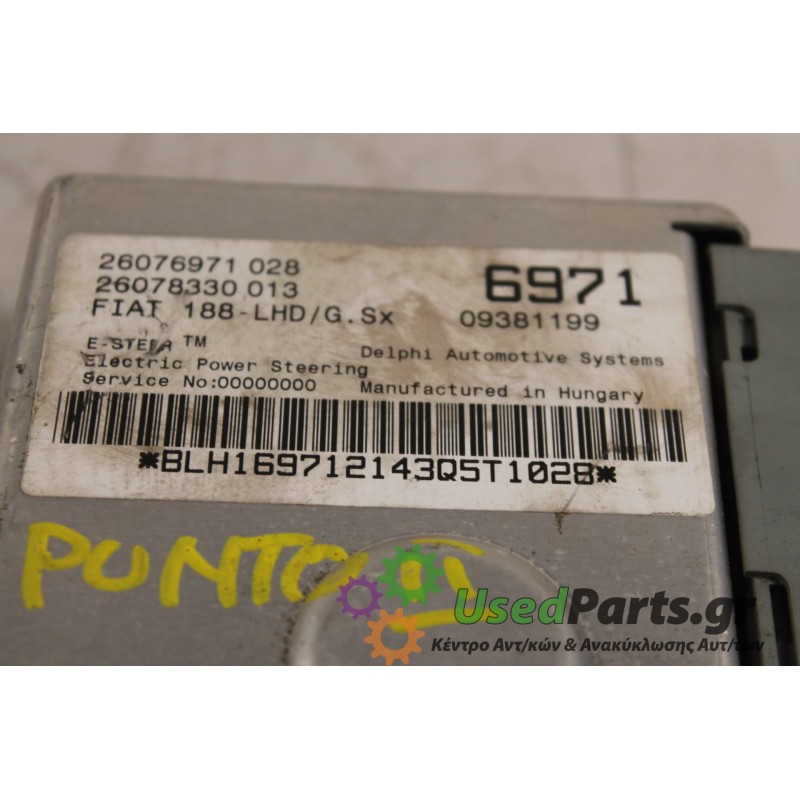 26076971 028
6971
26078330 013
FIAT 188-LHD/G.Sx
09381199
E-STEER ™
Delphi Automotive Systems
Electric Power Steering
Service No:00000000
Manufactured in Hungary
*BLH169712143Q5T1028*
PUNTO II
UsedParts.gr
Κέντρο Αντ/κών & Ανακύκλωσης Αυτ/των